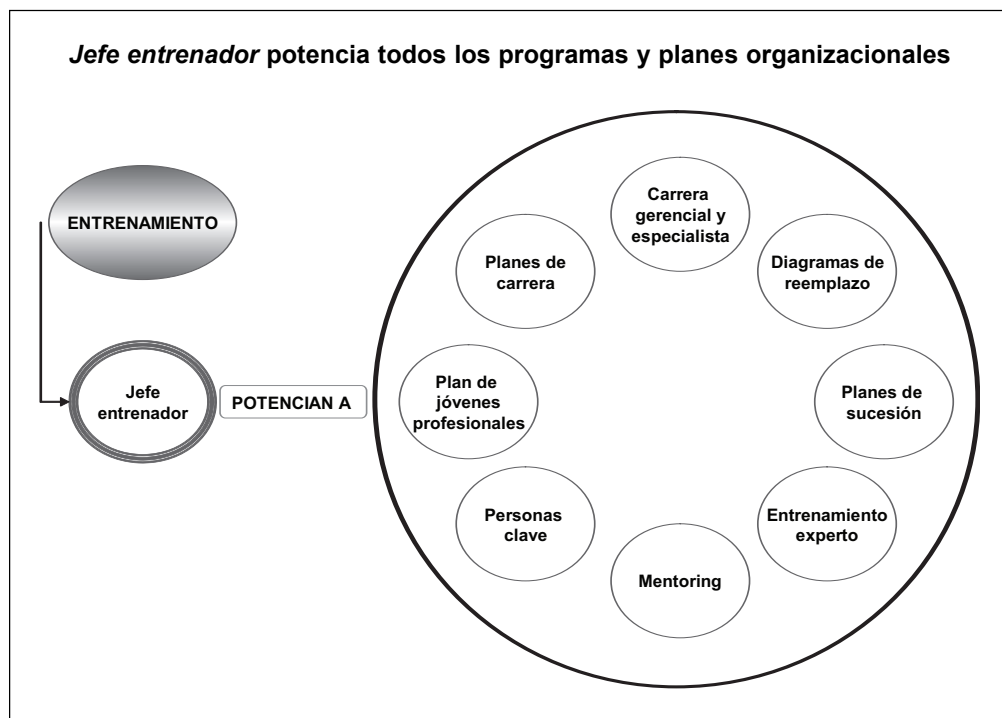 Jefe entrenador potencia todos los programas y planes organizacionales
ENTRENAMIENTO
Jefe
entrenador
POTENCIAN A
Carrera
gerencial y
especialista
Diagramas de
reemplazo
Planes de
sucesión
Entrenamiento
experto
Mentoring
Personas
clave
Plan de
jóvenes
profesionales
Planes de
carrera